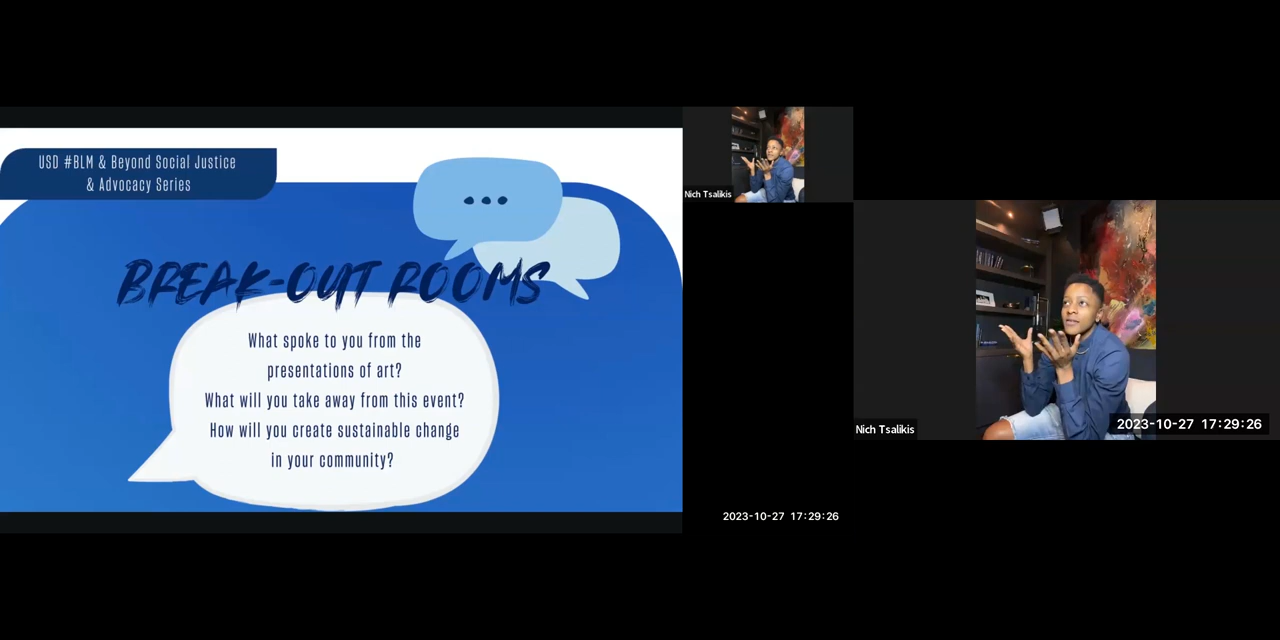 USD #BLM & Beyond Social Justice
& Advocacy Series
BREAK-OUT ROOMS
What spoke to you from the
presentations of art?
What will you take away from this event?
How will you create sustainable change
in your community?
Nich Tsalikis
2023-10-27 17:29:26
Nich Tsalikis
2023-10-27 17:29:26